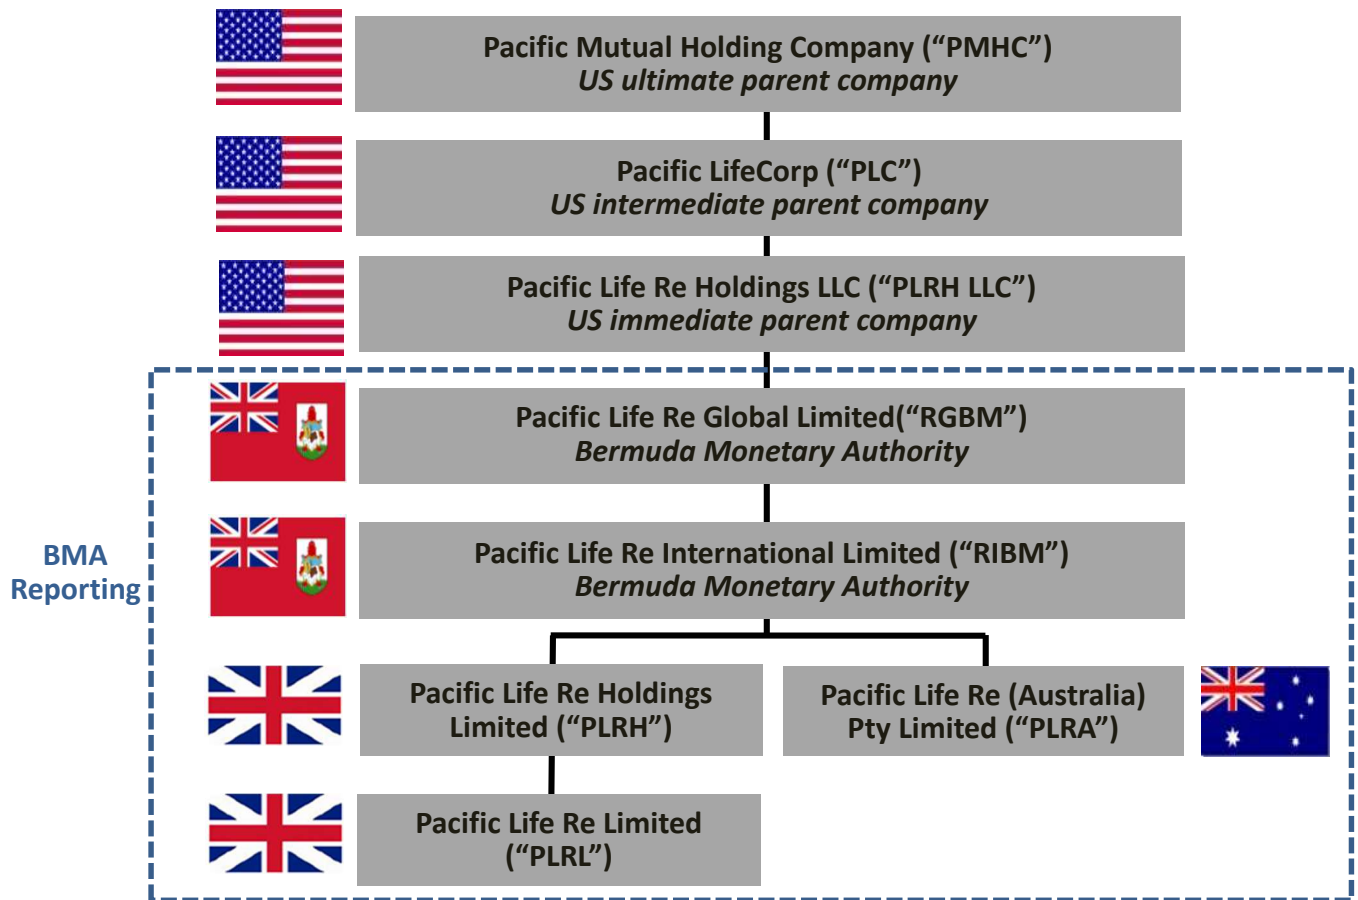 Pacific Mutual Holding Company (“PMHC”)
US ultimate parent company
Pacific LifeCorp (“PLC”)
US intermediate parent company
Pacific Life Re Holdings LLC (“PLRH LLC”)
US immediate parent company
Pacific Life Re Global Limited(“RGBM”)
Bermuda Monetary Authority
BMA
Reporting
Pacific Life Re International Limited (“RIBM”)
Bermuda Monetary Authority
Pacific Life Re Holdings
Limited (“PLRH”)
Pacific Life Re (Australia)
Pty Limited (“PLRA”)
Pacific Life Re Limited
(“PLRL”)